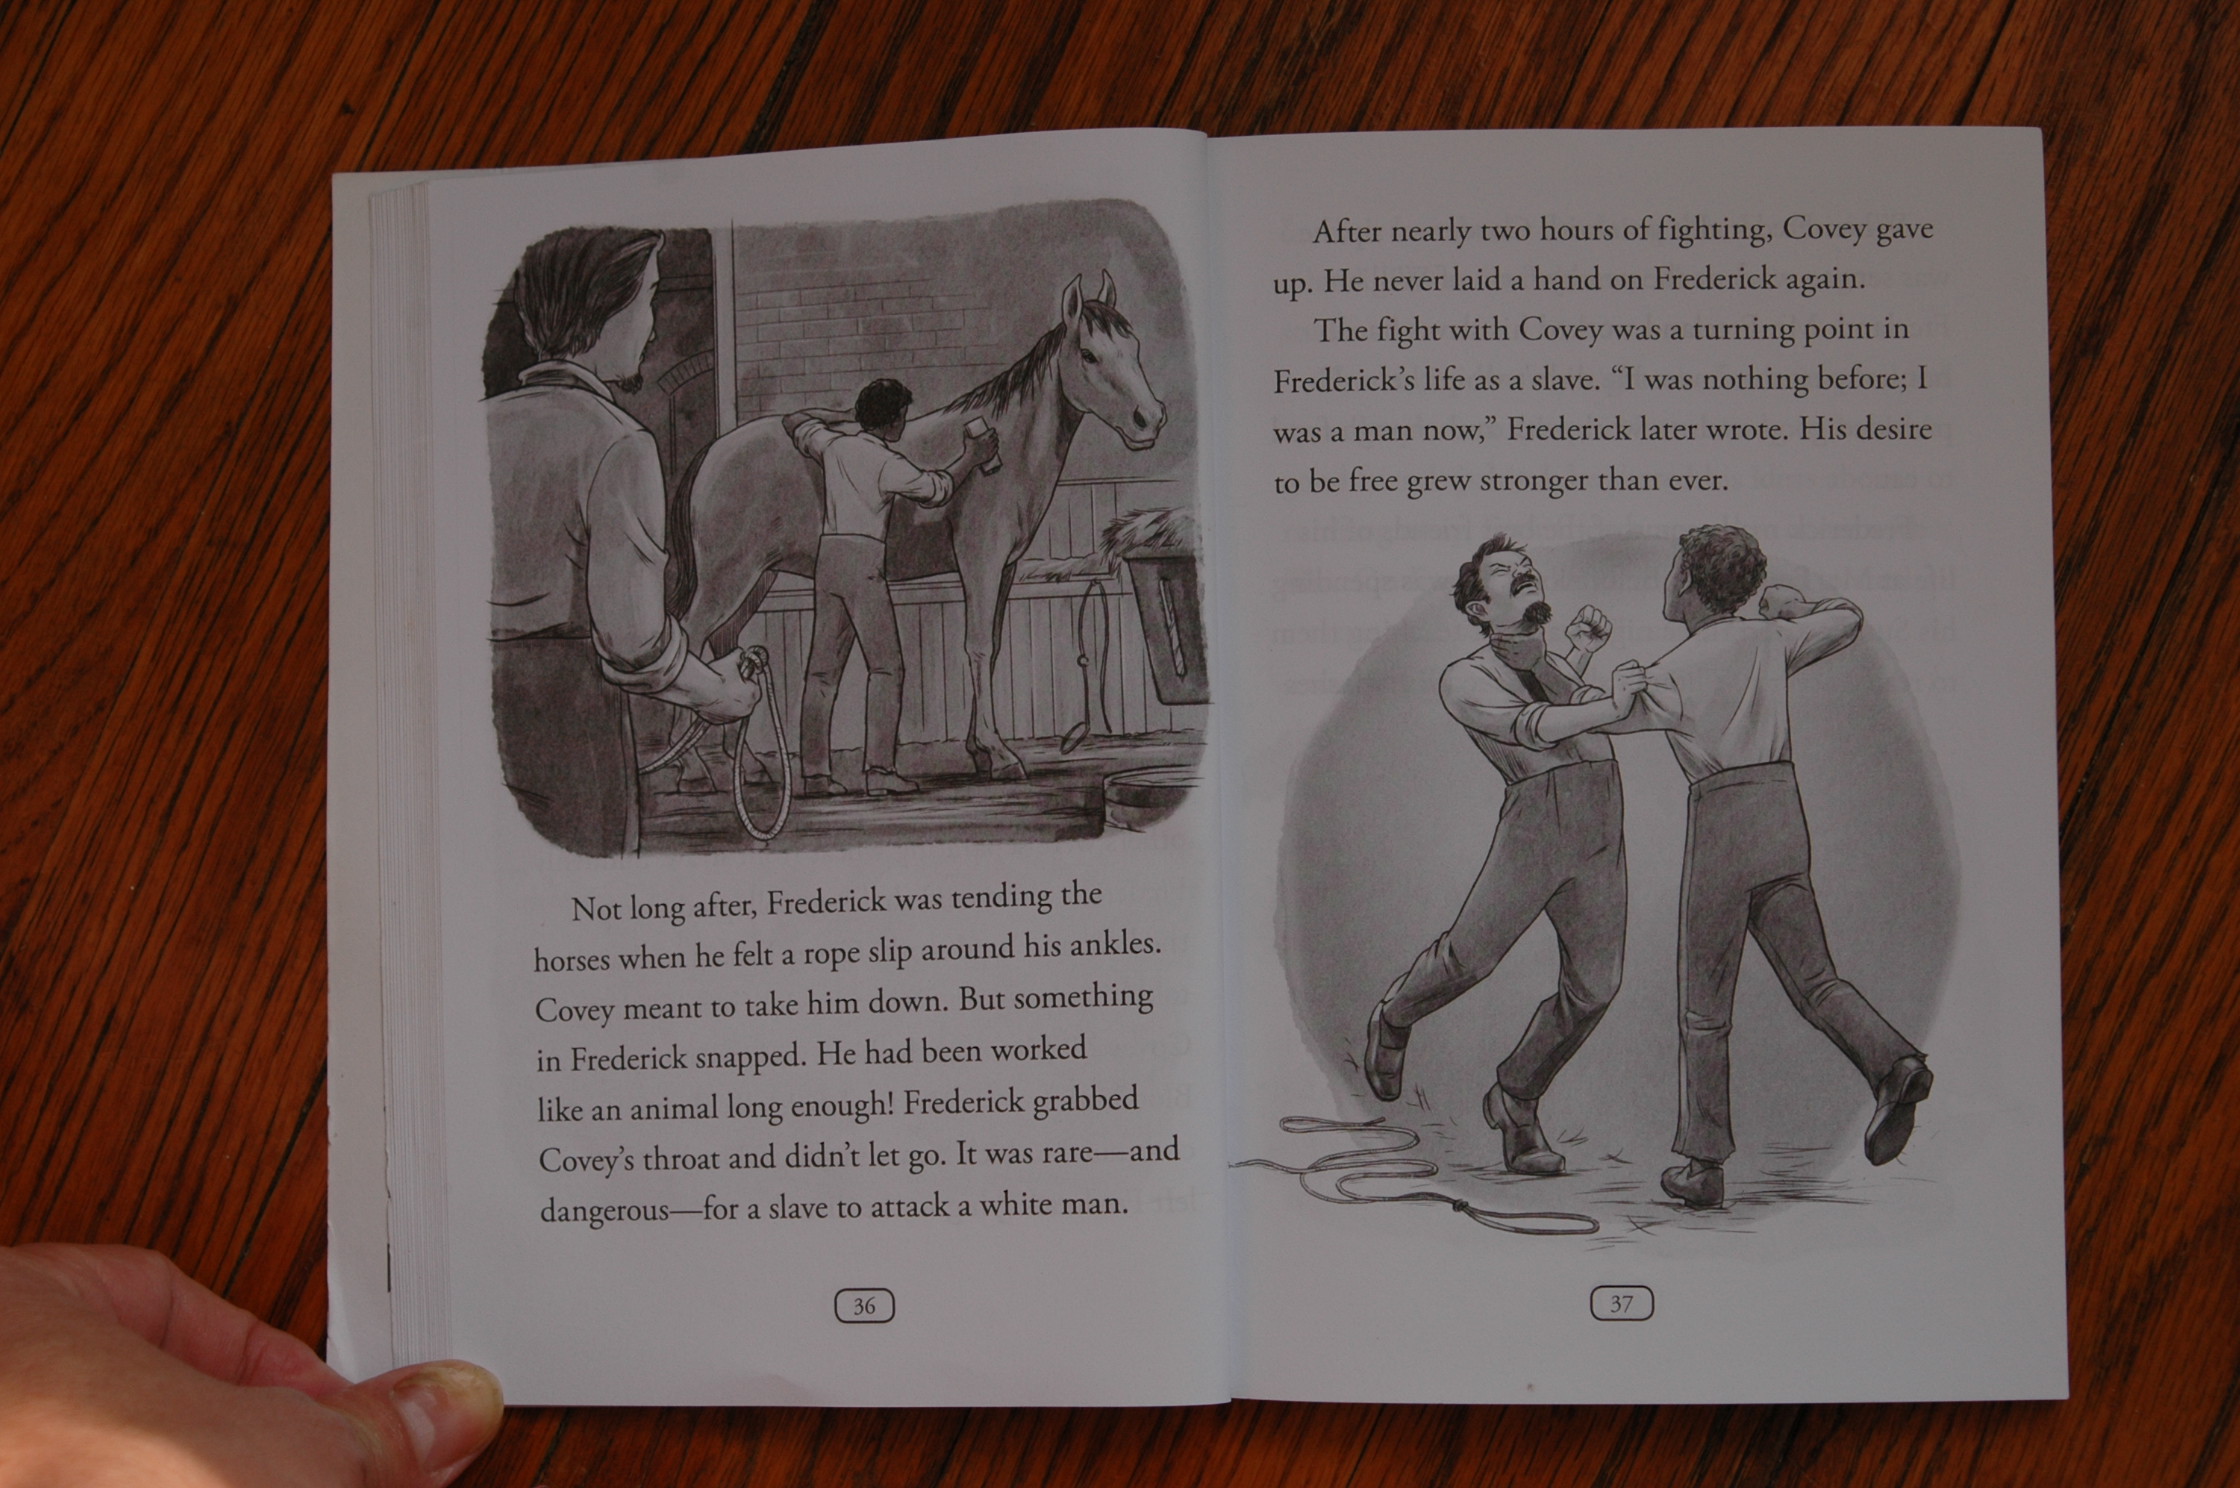 Not long after, Frederick was tending the
horses when he felt a rope slip around his ankles.
Covey meant to take him down. But something
in Frederick snapped. He had been worked
like an animal long enough! Frederick grabbed
Covey’s throat and didn’t let go. It was rare—and
dangerous—for a slave to attack a white man.
36
After nearly two hours of fighting, Covey gave
up. He never laid a hand on Frederick again.
The fight with Covey was a turning point in
Frederick’s life as a slave. “I was nothing before; I
was a man now,” Frederick later wrote. His desire
to be free grew stronger than ever.
37